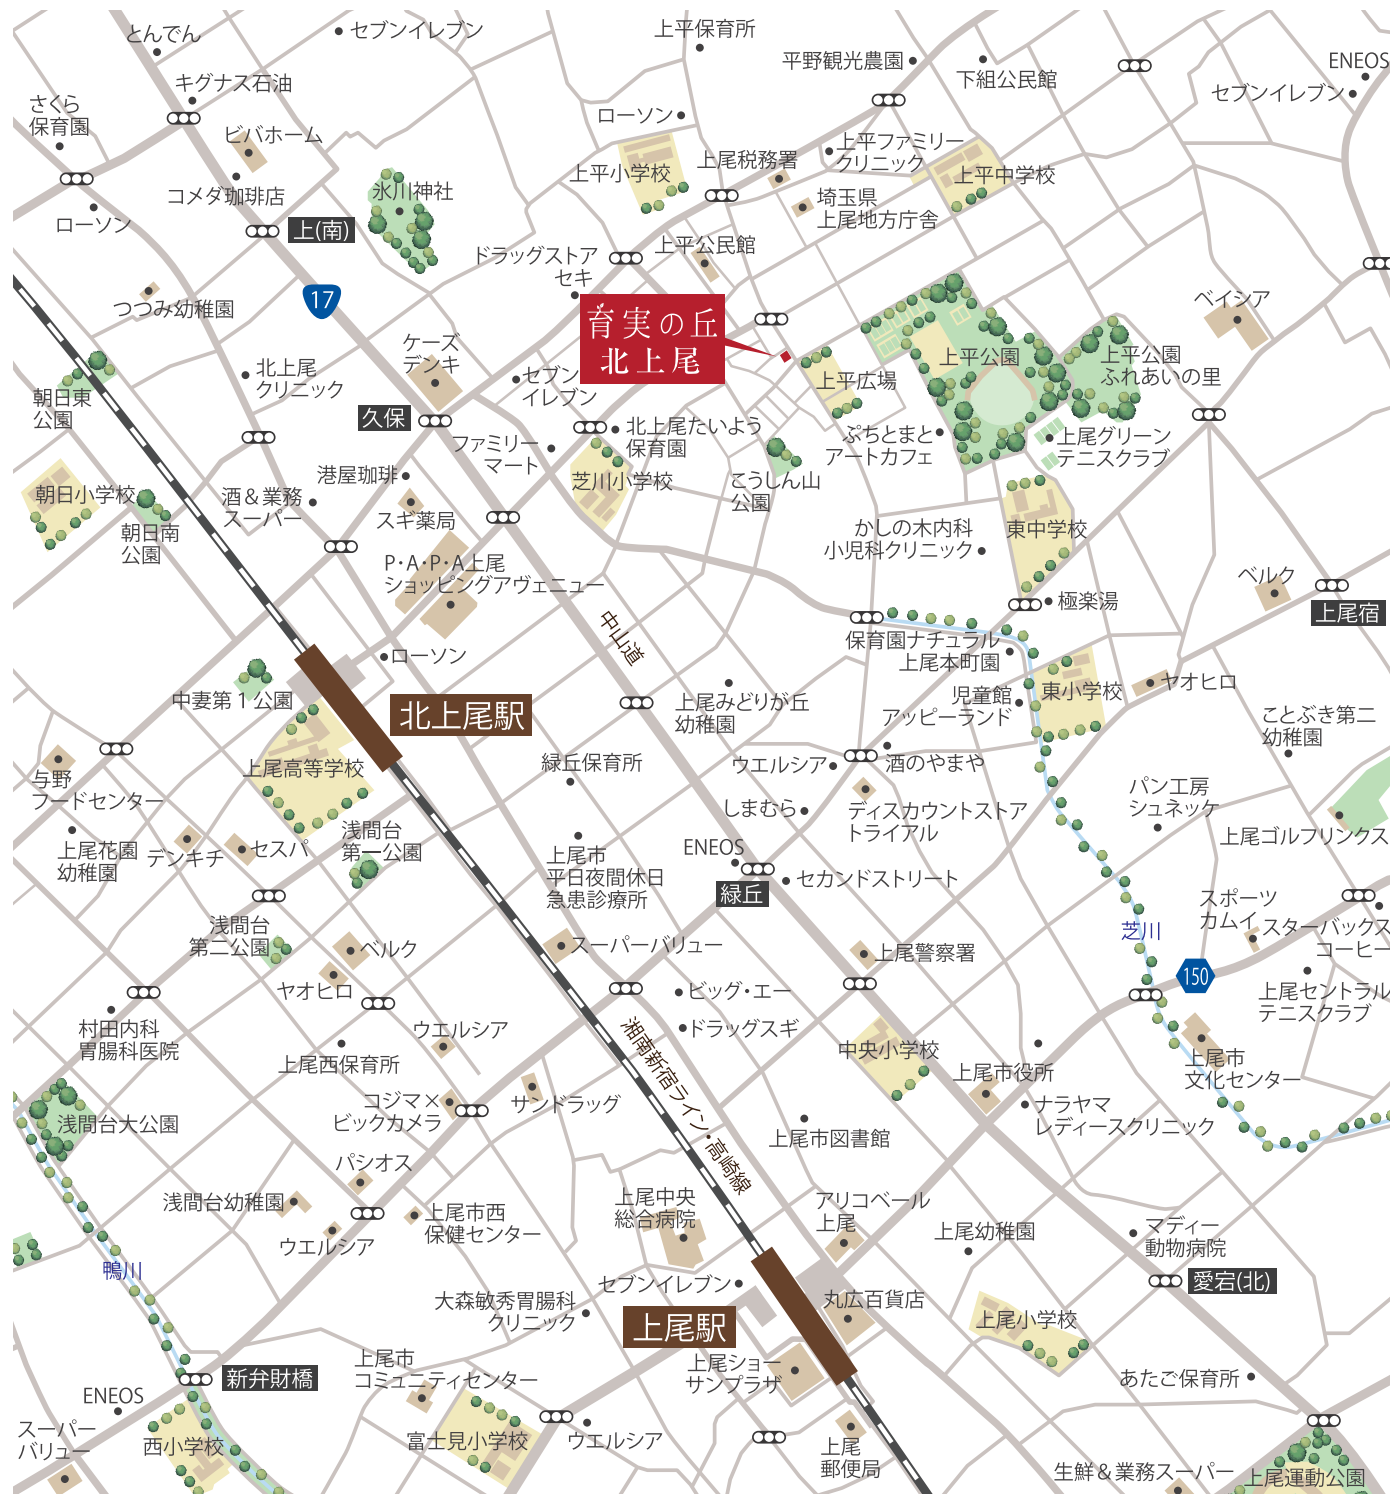 とんでん
セブンイレブン
上平保育所
平野観光農園
下組公民館
ENEOS
セブンイレブン
キグナス石油
さくら
保育園
ビバホーム
ローソン
上尾税務署
上平ファミリー
クリニック
上平小学校
上平中学校
コメダ珈琲店
氷川神社
埼玉県
上尾地方庁舎
ローソン
上(南)
上平公民館
ドラッグストア
セキ
つつみ幼稚園
17
育実の丘
北上尾
ベイシア
ケーズ
デンキ
北上尾
クリニック
セブン
イレブン
上平広場
上平公園
上平公園
ふれあいの里
朝日東
公園
久保
ファミリー
マート
北上尾たいよう
保育園
ぷちとまと
アートカフェ
上尾グリーン
テニスクラブ
港屋珈琲
芝川小学校
こうしん山
公園
朝日小学校
酒＆業務
スーパー
スギ薬局
朝日南
公園
かしの木内科
小児科クリニック
東中学校
P・A・P・A上尾
ショッピングアヴェニュー
ベルク
極楽湯
上尾宿
中山道
保育園ナチュラル
上尾本町園
ローソン
中妻第１公園
北上尾駅
上尾みどりが丘
幼稚園
児童館
アッピーランド
東小学校
ヤオヒロ
ことぶき第二
幼稚園
上尾高等学校
緑丘保育所
ウエルシア
酒のやまや
与野
フードセンター
しまむら
ディスカウントストア
トライアル
パン工房
シュネッケ
上尾ゴルフリンクス
上尾花園
幼稚園
デンキチ
セスパ
浅間台
第一公園
上尾市
平日夜間休日
急患診療所
ENEOS
緑丘
セカンドストリート
スポーツ
カムイ
スターバックス
コーヒー
浅間台
第二公園
ベルク
スーパーバリュー
上尾警察署
芝川
150
ヤオヒロ
ビッグ・エー
上尾セントラル
テニスクラブ
村田内科
胃腸科医院
ウエルシア
ドラッグスギ
上尾西保育所
湘南新宿ライン・高崎線
中央小学校
上尾市役所
上尾市
文化センター
コジマ×
ビックカメラ
サンドラッグ
ナラヤマ
レディースクリニック
浅間台大公園
上尾市図書館
パシオス
浅間台幼稚園
上尾市西
保健センター
上尾中央
総合病院
アリコベール
上尾
上尾幼稚園
マディー
動物病院
ウエルシア
鴨川
セブンイレブン
愛宕(北)
大森敏秀胃腸科
クリニック
上尾駅
丸広百貨店
上尾小学校
新弁財橋
上尾市
コミュニティセンター
上尾ショー
サンプラザ
あたご保育所
ENEOS
スーパー
バリュー
西小学校
富士見小学校
ウエルシア
上尾
郵便局
生鮮＆業務スーパー
上尾運動公園